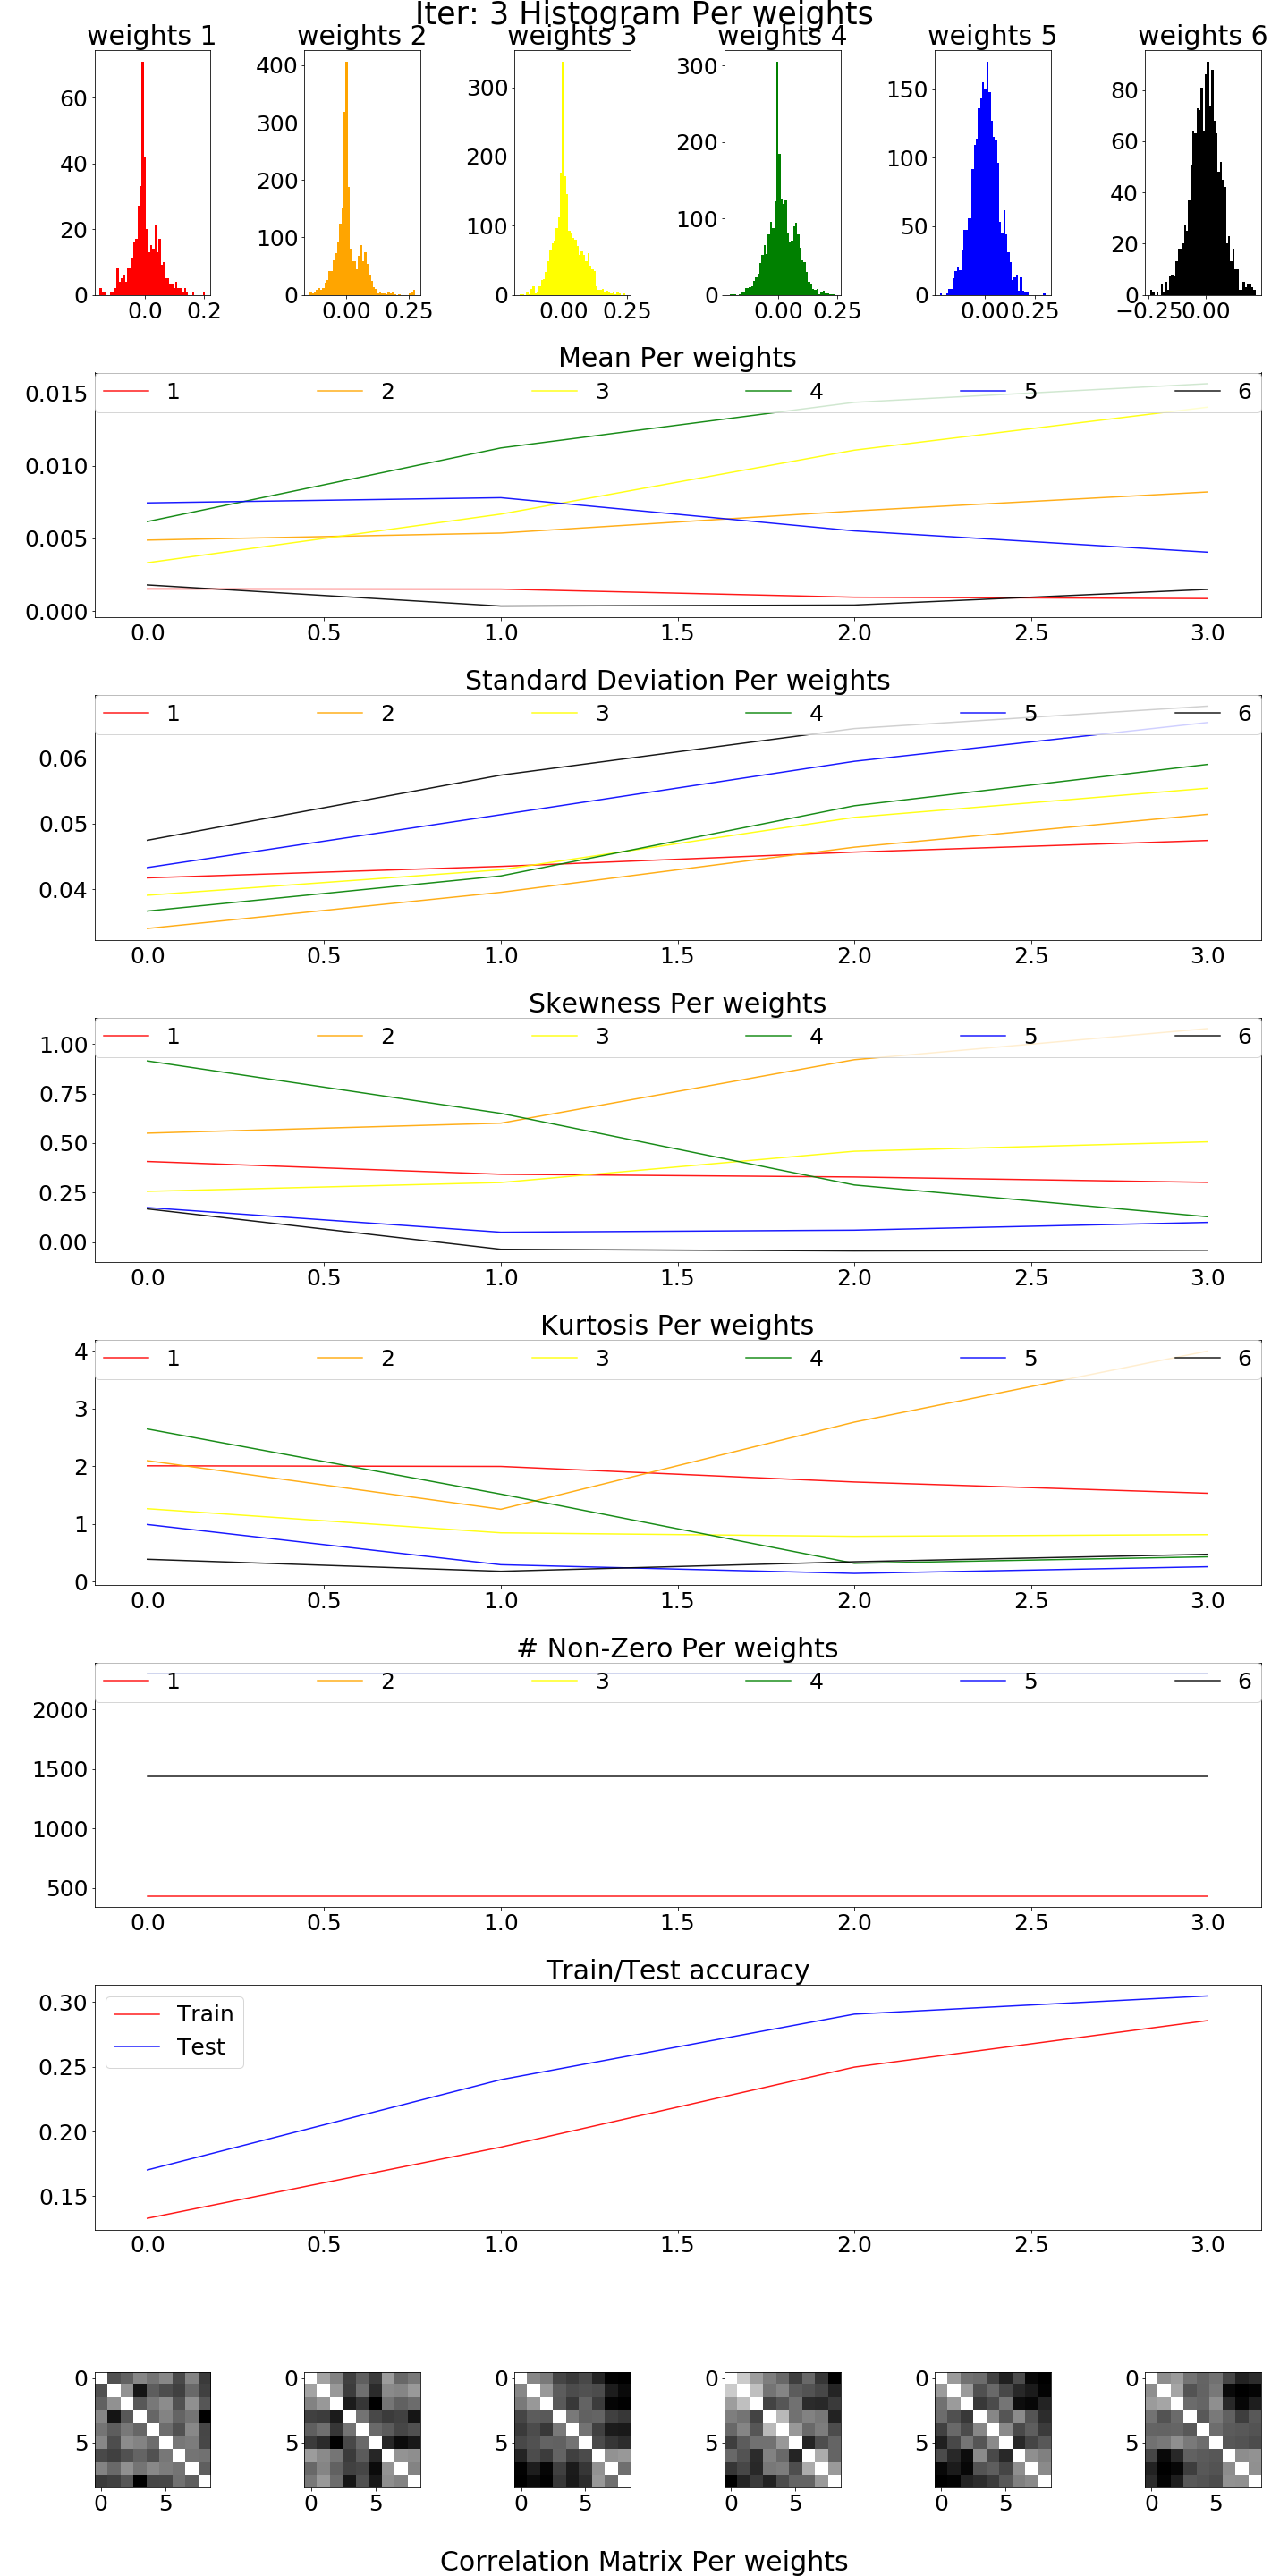 Iter: 3 Histogram Per weights
weights 1 weights 2 weights 3 weights 4 weights 5 weights 6
60 40 20 0
400 300 200 100 0
300 200 100 0
300 200 100 0
150 100 50 0
80 60 40 20 0
0.0 0.2 0.00 0.25 0.00 0.25 0.00 0.25 0.00 0.25 −0.25 0.00
Mean Per weights
1 2 3 4 5 6
0.015
0.010
0.005
0.000
0.0 0.5 1.0 1.5 2.0 2.5 3.0
Standard Deviation Per weights
1 2 3 4 5 6
0.06
0.05
0.04
0.0 0.5 1.0 1.5 2.0 2.5 3.0
Skewness Per weights
1 2 3 4 5 6
1.00
0.75
0.50
0.25
0.00
0.0 0.5 1.0 1.5 2.0 2.5 3.0
Kurtosis Per weights
1 2 3 4 5 6
4
3
2
1
0
0.0 0.5 1.0 1.5 2.0 2.5 3.0
# Non-Zero Per weights
1 2 3 4 5 6
2000
1500
1000
500
0.0 0.5 1.0 1.5 2.0 2.5 3.0
Train/Test accuracy
Train
Test
0.30
0.25
0.20
0.15
0.0 0.5 1.0 1.5 2.0 2.5 3.0
0 0 0 0 0 0
5 5 5 5 5 5
0 5 0 5 0 5 0 5 0 5 0 5
Correlation Matrix Per weights